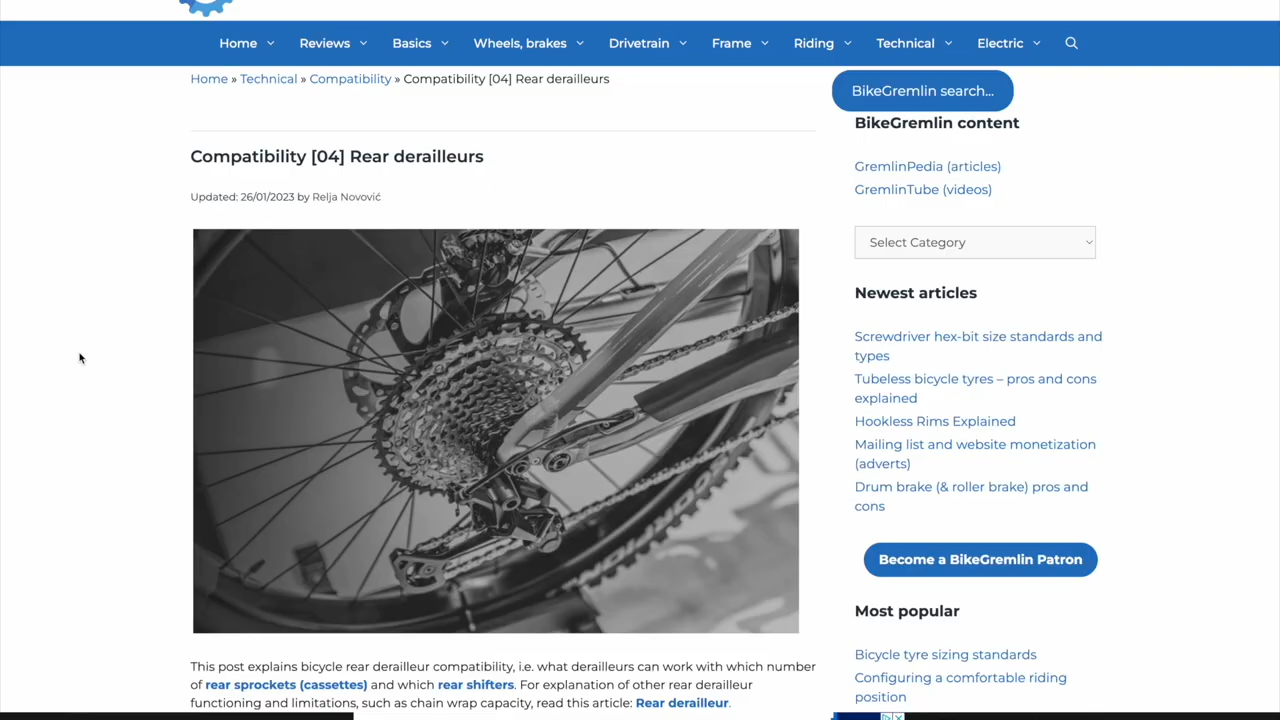 Home Reviews Basics Wheels, brakes Drivetrain Frame Riding Technical Electric
Home » Technical » Compatibility » Compatibility [04] Rear derailleurs
Compatibility [04] Rear derailleurs
Updated: 26/01/2023 by Relja Novović
This post explains bicycle rear derailleur compatibility, i.e. what derailleurs can work with which number
of rear sprockets (cassettes) and which rear shifters. For explanation of other rear derailleur
functioning and limitations, such as chain wrap capacity, read this article: Rear derailleur.
BikeGremlin search...
BikeGremlin content
GremlinPedia (articles)
GremlinTube (videos)
Select Category
Newest articles
Screwdriver hex-bit size standards and
types
Tubeless bicycle tyres – pros and cons
explained
Hookless Rims Explained
Mailing list and website monetization
(adverts)
Drum brake (& roller brake) pros and
cons
Become a BikeGremlin Patron
Most popular
Bicycle tyre sizing standards
Configuring a comfortable riding
position